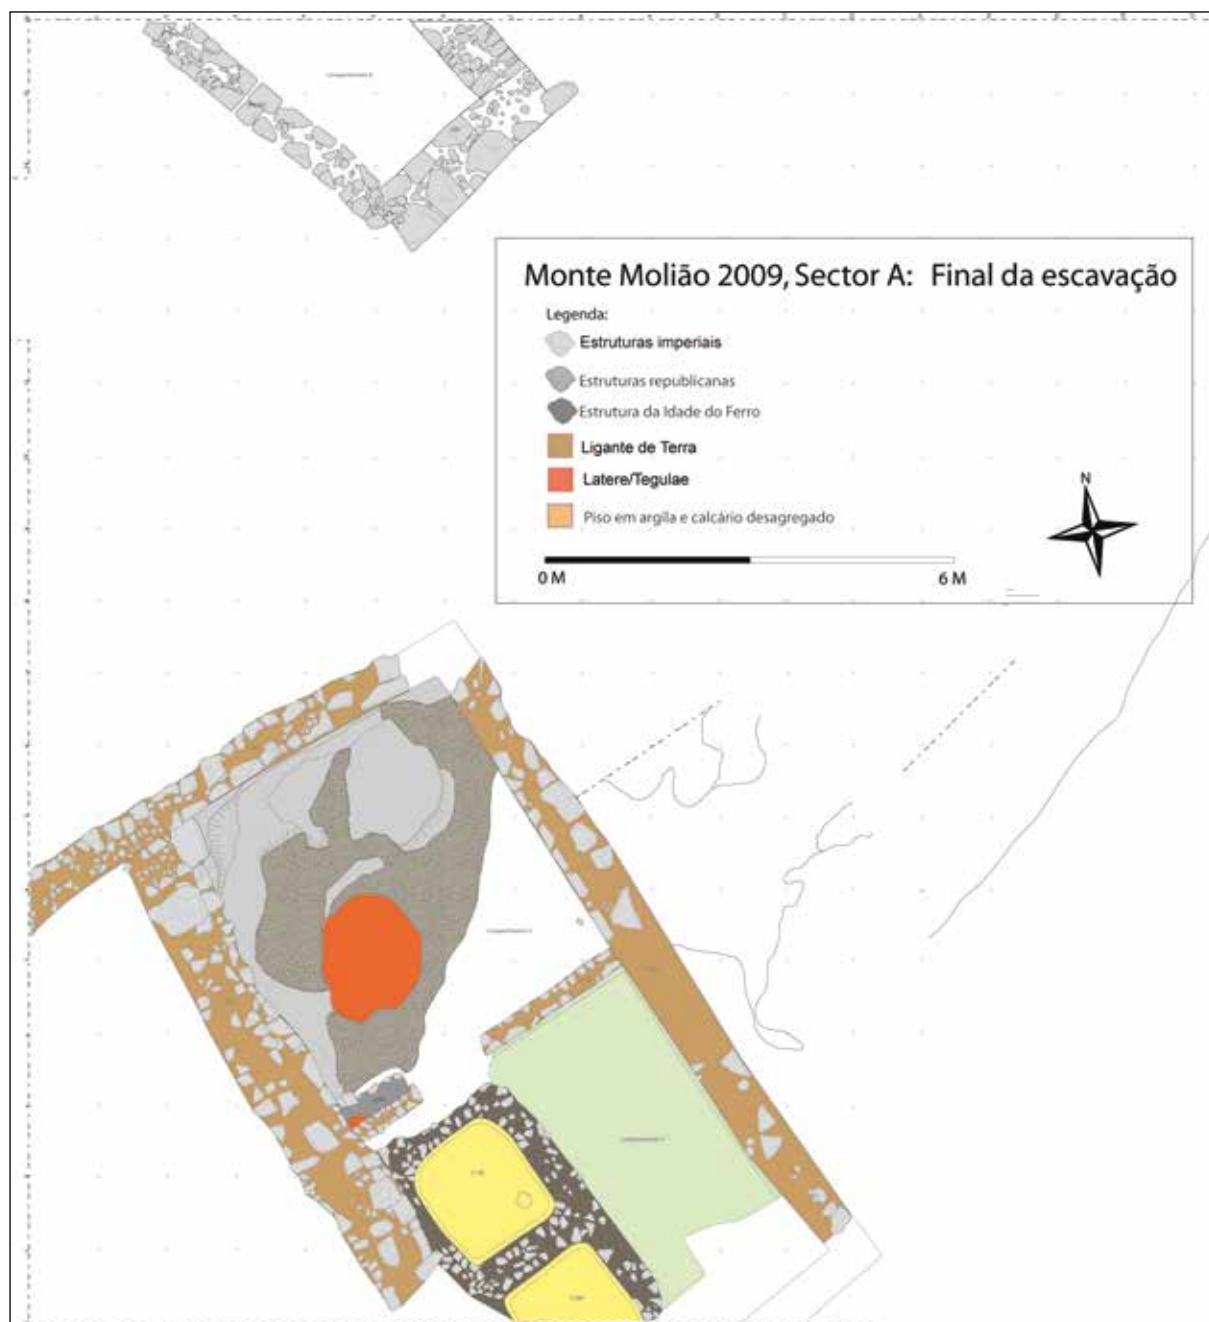 Monte Molião 2009, Sector A: Final da escavação
Legenda:
Estruturas imperiais
Estruturas republicanas
Estrutura da Idade do Ferro
Ligante de Terra
Latere/Tegulae
Piso em argila e calcário desagregado
N
0 M 6 M